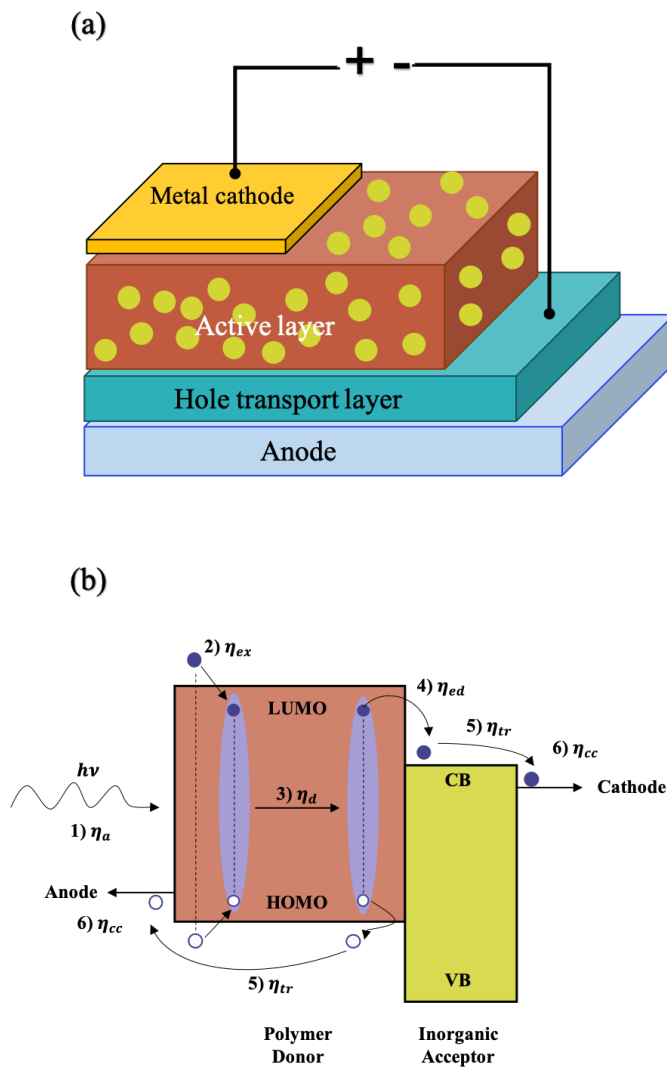 (a)
+ -
Metal cathode
Active layer
Hole transport layer
Anode
(b)
2) ηex
LUMO
4) ηed
5) ηtr
6) ηcc
hν
CB
Cathode
3) ηd
1) ηa
Anode
HOMO
6) ηcc
5) ηtr
VB
Polymer
Donor
Inorganic
Acceptor